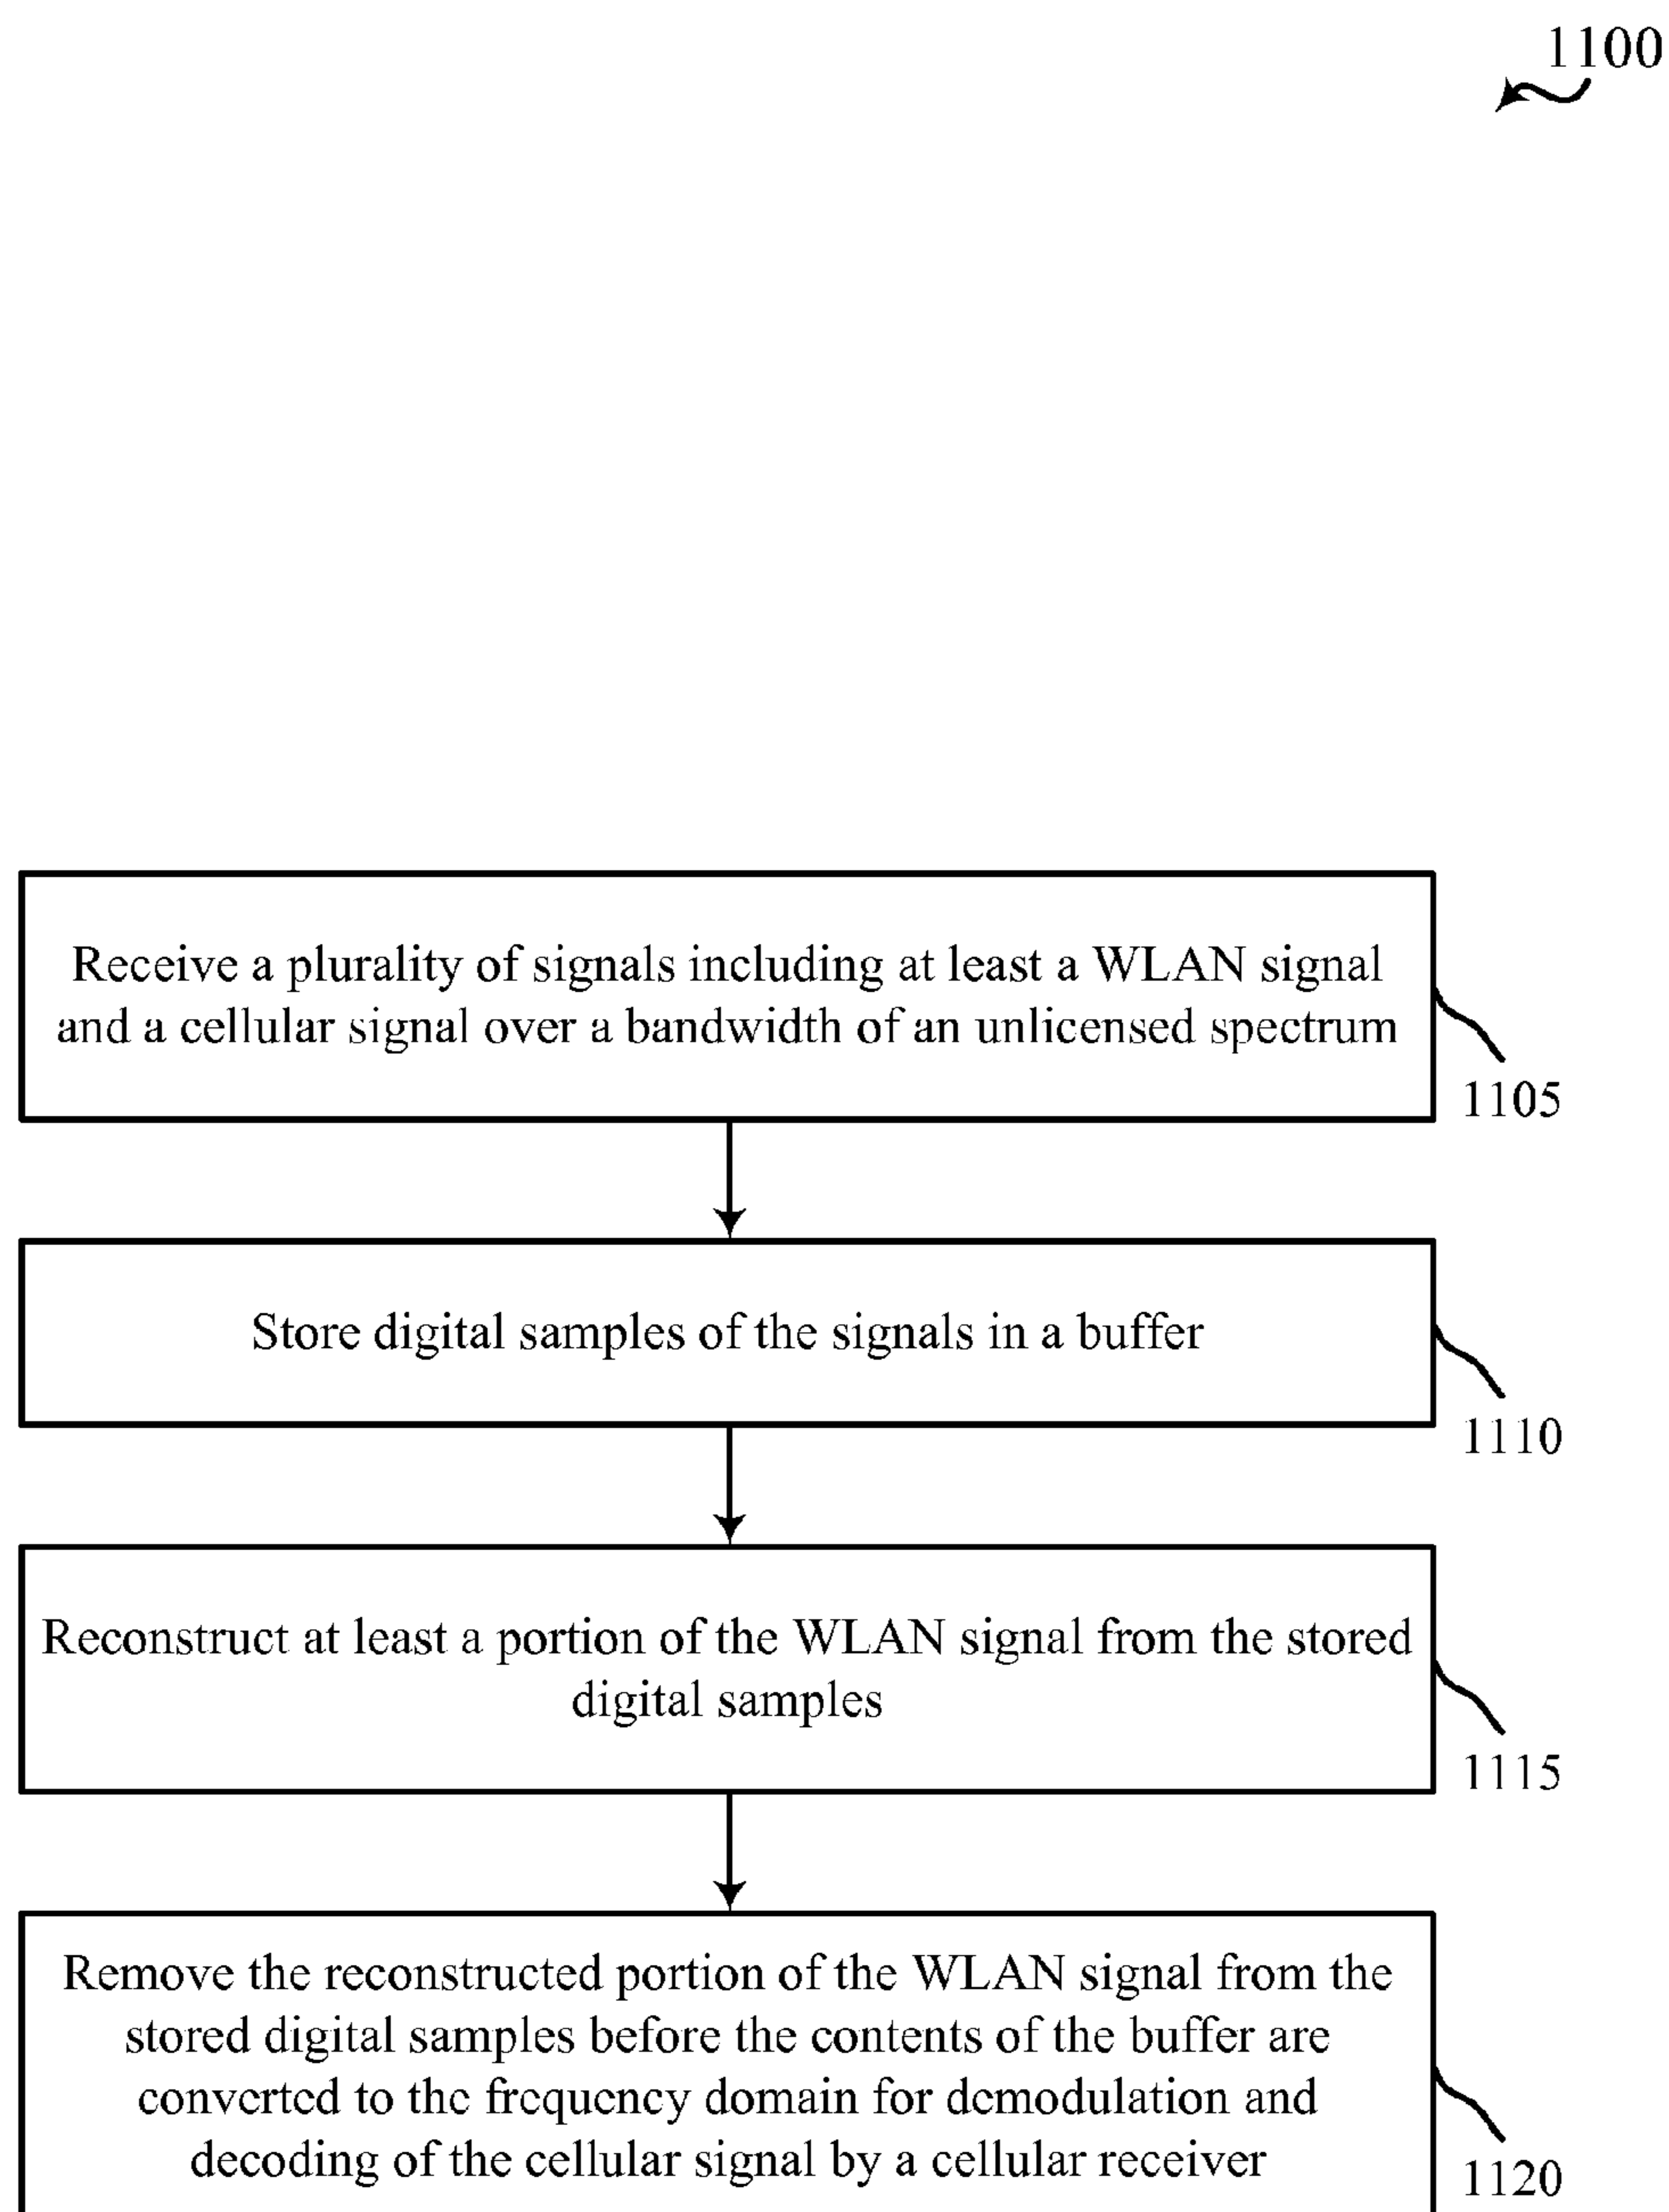 1100
Receive a plurality of signals including at least a WLAN signal
and a cellular signal over a bandwidth of an unlicensed spectrum
1105
Store digital samples of the signals in a buffer
1110
Reconstruct at least a portion of the WLAN signal from the stored
digital samples
1115
Remove the reconstructed portion of the WLAN signal from the
stored digital samples before the contents of the buffer are
converted to the frequency domain for demodulation and
decoding of the cellular signal by a cellular receiver
1120